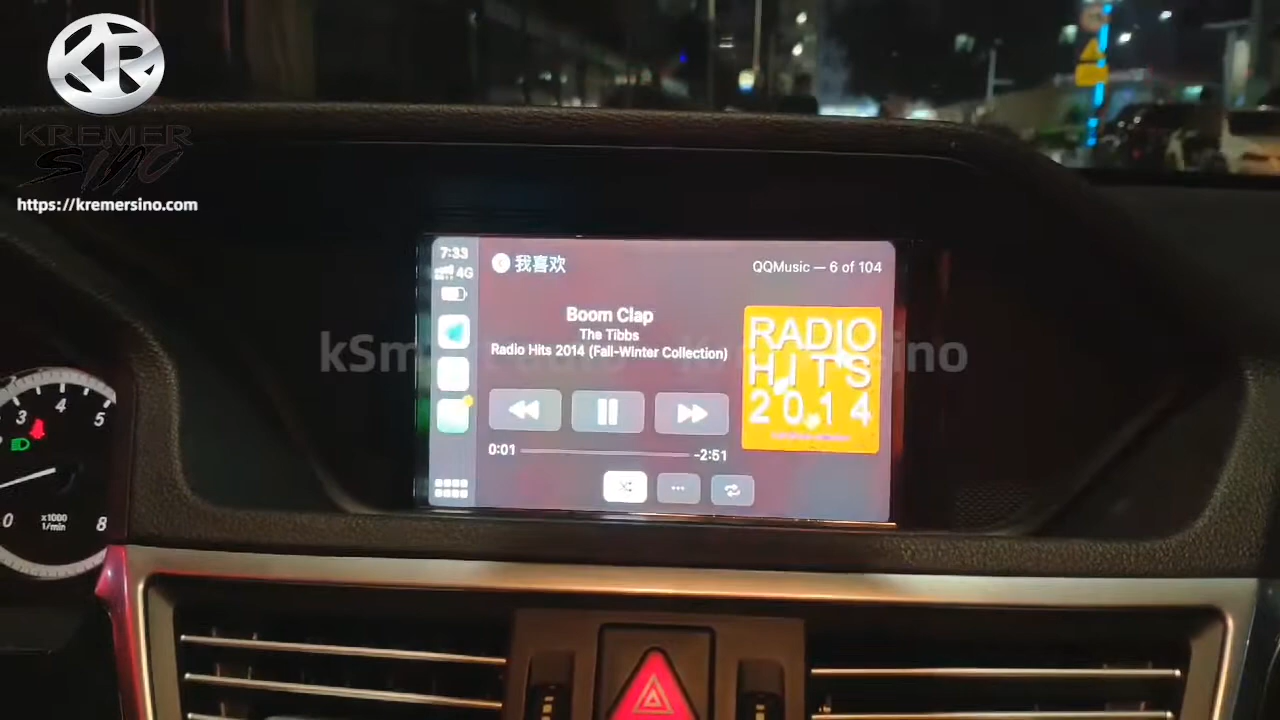 KR
KREMER
sino
https://kremersino.com
7:33
4G
我喜欢
QQMusic — 6 of 104
Boom Clap
The Tibbs
Radio Hits 2014 (Fall-Winter Collection)
RADIO
HITS
2014
0:01
-2:51
3
4
5
0
x1000
1/min
8